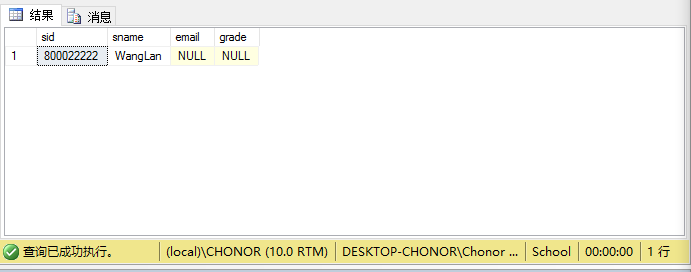 结果 消息
sid sname email grade
1 800022222 WangLan NULL NULL
查询已成功执行。 (local)\CHONOR (10.0 RTM) DESKTOP-CHONOR\Chonor ... School 00:00:00 1 行